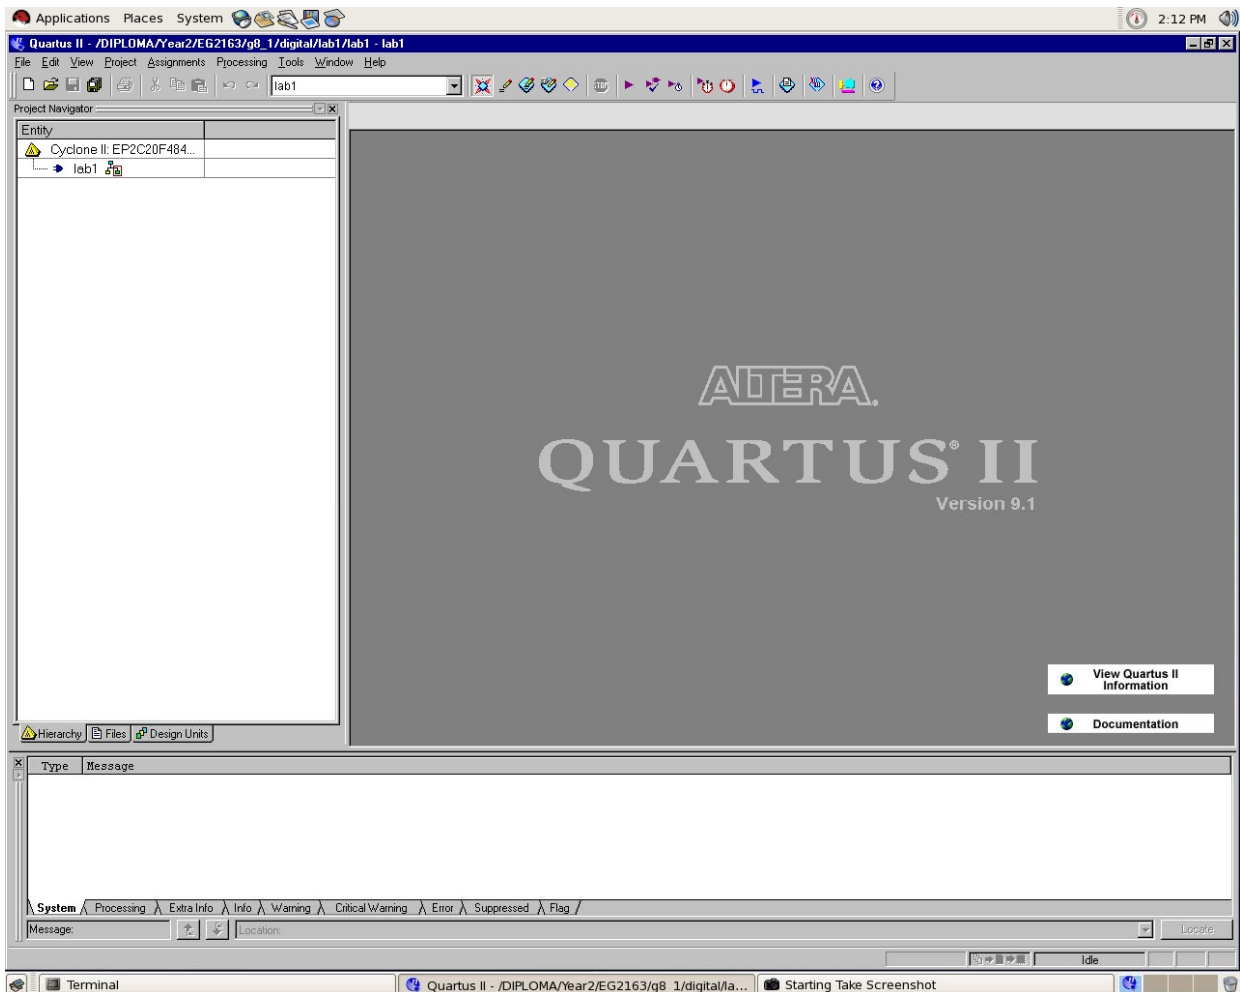 Applications Places System 2:12 PM
Quartus II - /DIPLOMA/Year2/EG2163/g8_1/digital/lab1/lab1 - lab1
File Edit View Project Assignments Processing Tools Window Help
lab1
Project Navigator
Entity
Cyclone II: EP2C20F484...
lab1
ALTERA.
QUARTUS® II
Version 9.1
View Quartus II
Information
Documentation
Hierarchy Files Design Units
Type Message
System Processing Extra Info Info Warning Critical Warning Error Suppressed Flag
Message: Location: Locate
Idle
Terminal Quartus II - /DIPLOMA/Year2/EG2163/g8_1/digital/la... Starting Take Screenshot